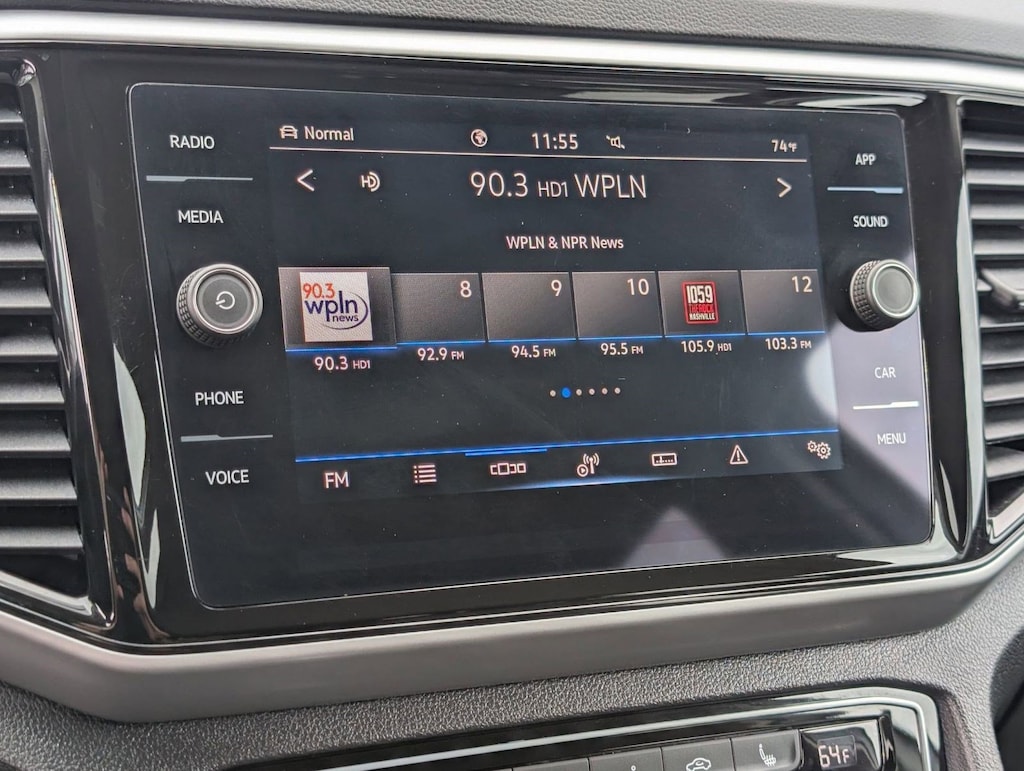 RADIO
MEDIA
PHONE
VOICE
Normal
11:55
74°F
HD
90.3 HD1 WPLN
WPLN & NPR News
90.3
wpln
news
8
9
10
1059
THE ROCK
NASHVILLE
12
90.3 HD1
92.9 FM
94.5 FM
95.5 FM
105.9 HD1
103.3 FM
FM
APP
SOUND
CAR
MENU
64°F